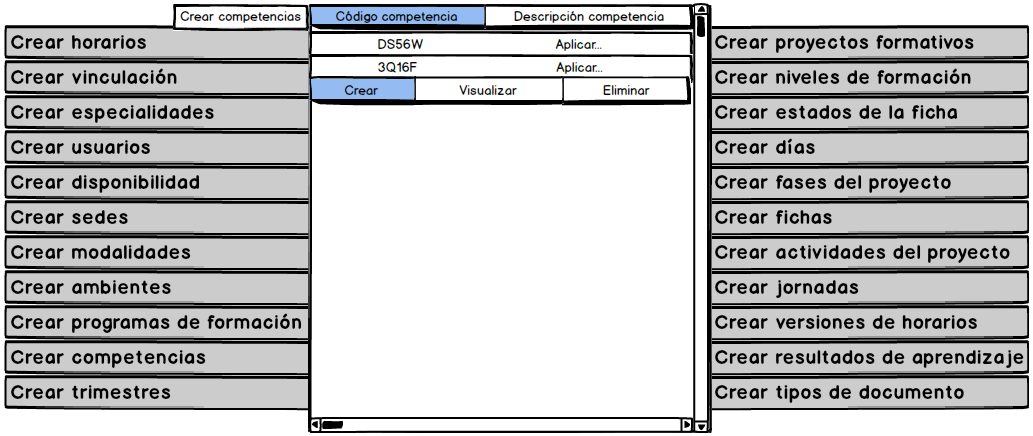 Crear competencias
Código competencia Descripción competencia
DS56W Aplicar...
3Q16F Aplicar...
Crear Visualizar Eliminar
Crear horarios
Crear vinculación
Crear especialidades
Crear usuarios
Crear disponibilidad
Crear sedes
Crear modalidades
Crear ambientes
Crear programas de formación
Crear competencias
Crear trimestres
Crear proyectos formativos
Crear niveles de formación
Crear estados de la ficha
Crear días
Crear fases del proyecto
Crear fichas
Crear actividades del proyecto
Crear jornadas
Crear versiones de horarios
Crear resultados de aprendizaje
Crear tipos de documento